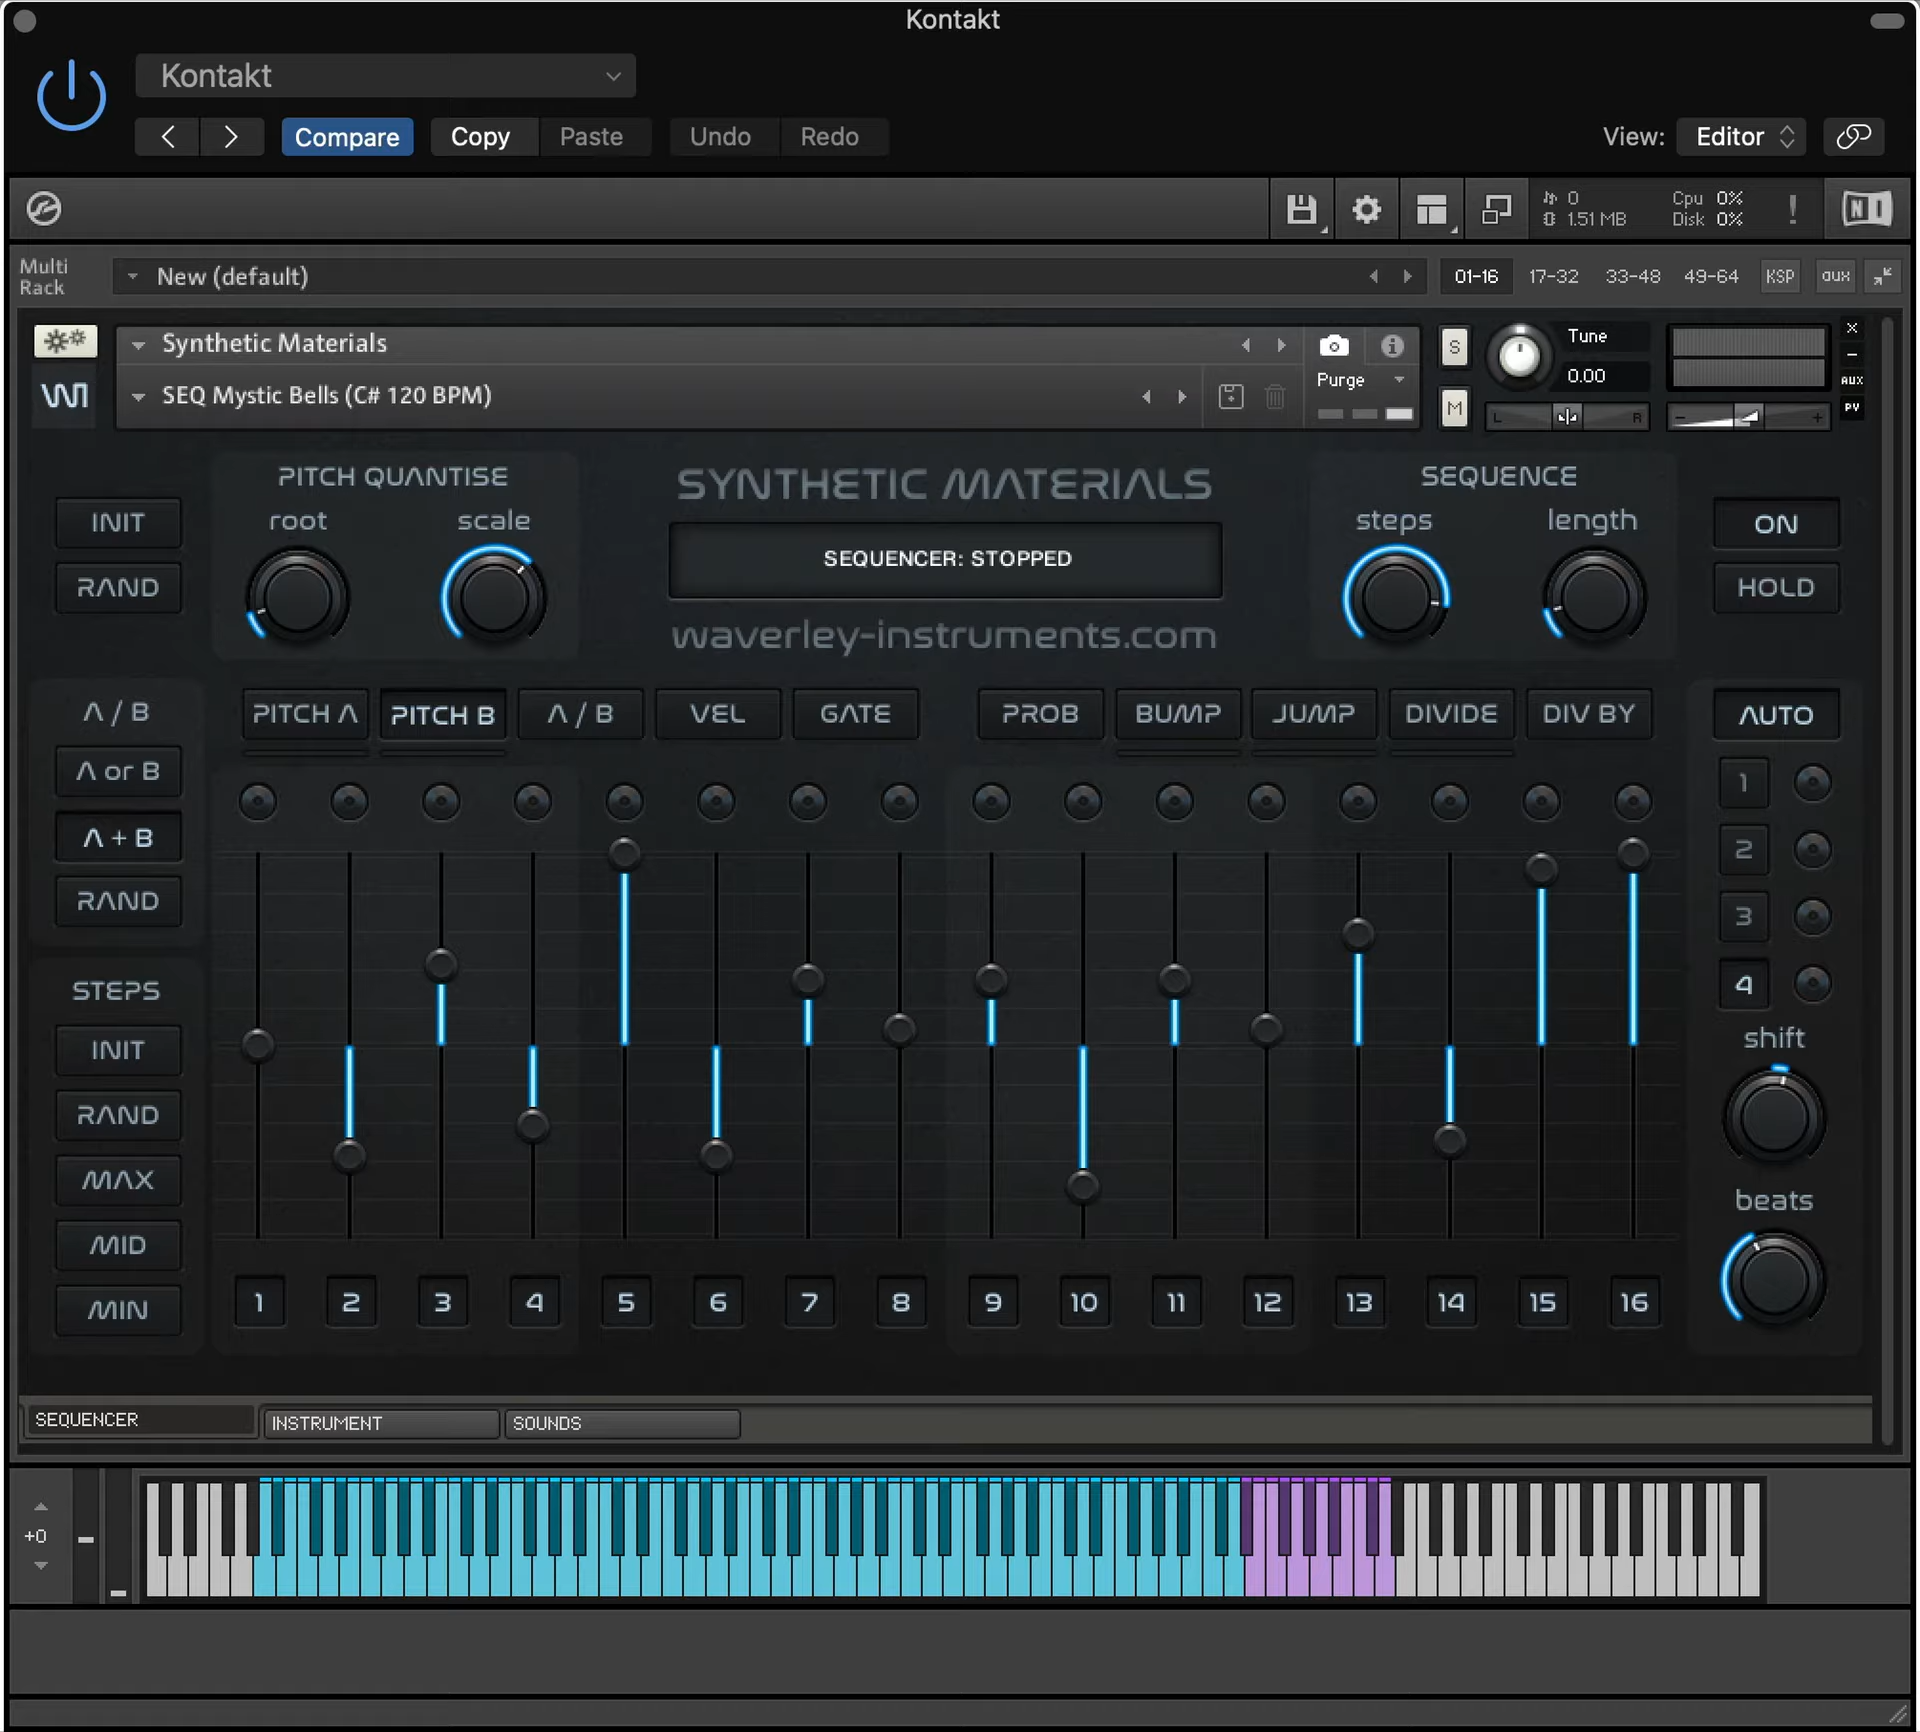 Kontakt
Kontakt
Compare Copy Paste Undo Redo View: Editor
0 Cpu 0% ! NI
1.51 MB Disk 0%
Multi Rack New (default) 01-16 17-32 33-48 49-64 KSP aux
Synthetic Materials S Tune x
SEQ Mystic Bells (C# 120 BPM) Purge M 0.00 AUX
L R - + PV
PITCH QUANTISE SYNTHETIC MATERIALS SEQUENCE
INIT root scale steps length ON
SEQUENCER: STOPPED
RAND HOLD
waverley-instruments.com
A / B PITCH A PITCH B A / B VEL GATE PROB BUMP JUMP DIVIDE DIV BY AUTO
A or B 1
A + B 2
RAND 3
STEPS 4
INIT shift
RAND
MAX beats
MID
MIN 1 2 3 4 5 6 7 8 9 10 11 12 13 14 15 16
SEQUENCER INSTRUMENT SOUNDS
+0